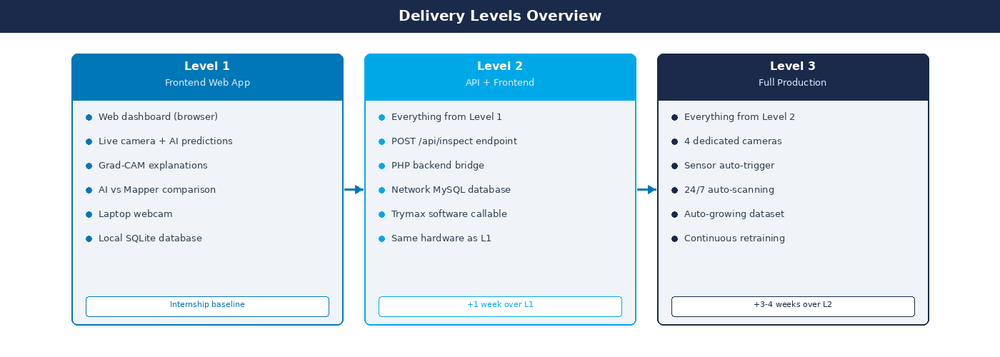 Delivery Levels Overview
Level 1
Frontend Web App
Web dashboard (browser)
Live camera + AI predictions
Grad-CAM explanations
AI vs Mapper comparison
Laptop webcam
Local SQLite database
Internship baseline
Level 2
API + Frontend
Everything from Level 1
POST /api/inspect endpoint
PHP backend bridge
Network MySQL database
Trymax software callable
Same hardware as L1
+1 week over L1
Level 3
Full Production
Everything from Level 2
4 dedicated cameras
Sensor auto-trigger
24/7 auto-scanning
Auto-growing dataset
Continuous retraining
+3-4 weeks over L2